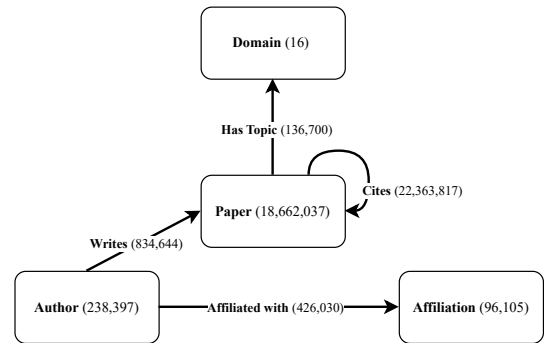 Domain (16)
Has Topic (136,700)
Cites (22,363,817)
Paper (18,662,037)
Writes (834,644)
Author (238,397)
Affiliated with (426,030)
Affiliation (96,105)